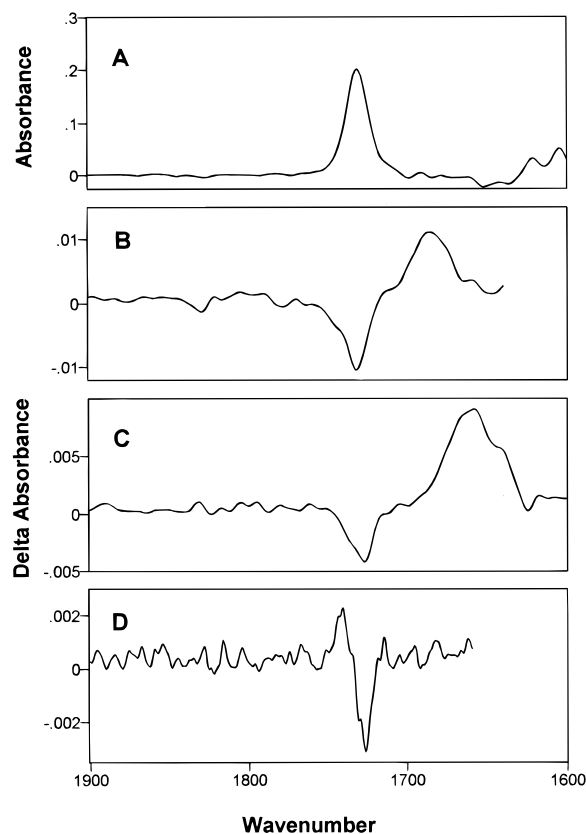 .3
A
.2
Absorbance
.1
0
.01
B
0
-.01
Delta Absorbance
C
.005
0
-.005
D
.002
0
-.002
1900 1800 1700 1600
Wavenumber